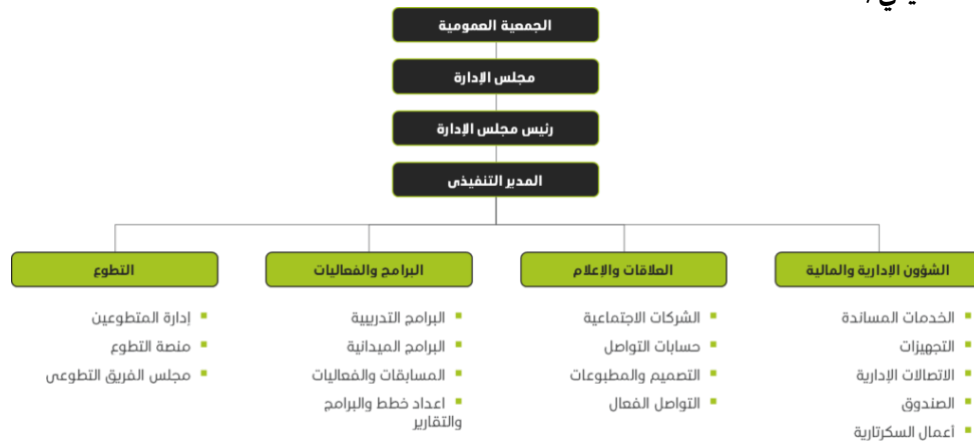 الجمعية العمومية
مجلس الإدارة
رئيس مجلس الإدارة
المدير التنفيذي
الشؤون الإدارية والمالية
الخدمات المساندة
التجهيزات
الاتصالات الإدارية
الصندوق
أعمال السكرتارية
العلاقات والإعلام
الشركات الاجتماعية
حسابات التواصل
التصميم والمطبوعات
التواصل الفعال
البرامج والفعاليات
البرامج التدريبية
البرامج الميدانية
المسابقات والفعاليات
اعداد خطط والبرامج
والتقارير
التطوع
إدارة المتطوعين
منصة التطوع
مجلس الفريق التطوعي